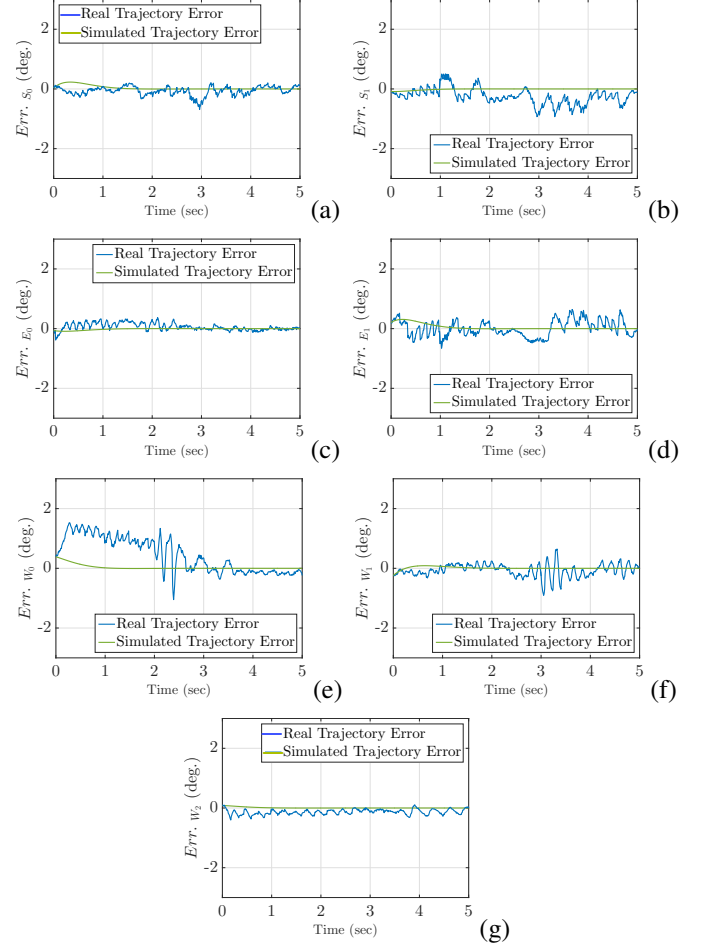 Real Trajectory Error
Simulated Trajectory Error
Err. S₀ (deg.)
2
0
-2
0 1 2 3 4 5
Time (sec)
(a)
Err. S₁ (deg.)
2
0
-2
Real Trajectory Error
Simulated Trajectory Error
0 1 2 3 4 5
Time (sec)
(b)
Real Trajectory Error
Simulated Trajectory Error
Err. E₀ (deg.)
2
0
-2
0 1 2 3 4 5
Time (sec)
(c)
Err. E₁ (deg.)
2
0
-2
Real Trajectory Error
Simulated Trajectory Error
0 1 2 3 4 5
Time (sec)
(d)
Err. W₀ (deg.)
2
0
-2
Real Trajectory Error
Simulated Trajectory Error
0 1 2 3 4 5
Time (sec)
(e)
Err. W₁ (deg.)
2
0
-2
Real Trajectory Error
Simulated Trajectory Error
0 1 2 3 4 5
Time (sec)
(f)
Real Trajectory Error
Simulated Trajectory Error
Err. W₂ (deg.)
2
0
-2
0 1 2 3 4 5
Time (sec)
(g)